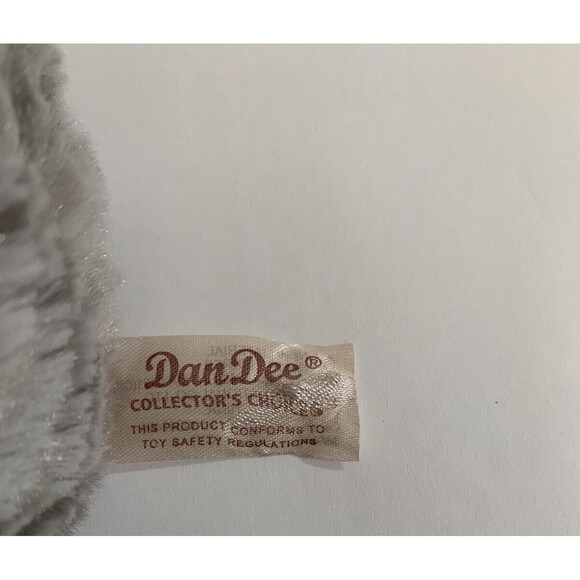 Dan Dee®
COLLECTOR'S CHOICE®
THIS PRODUCT CONFORMS TO
TOY SAFETY REGULATIONS